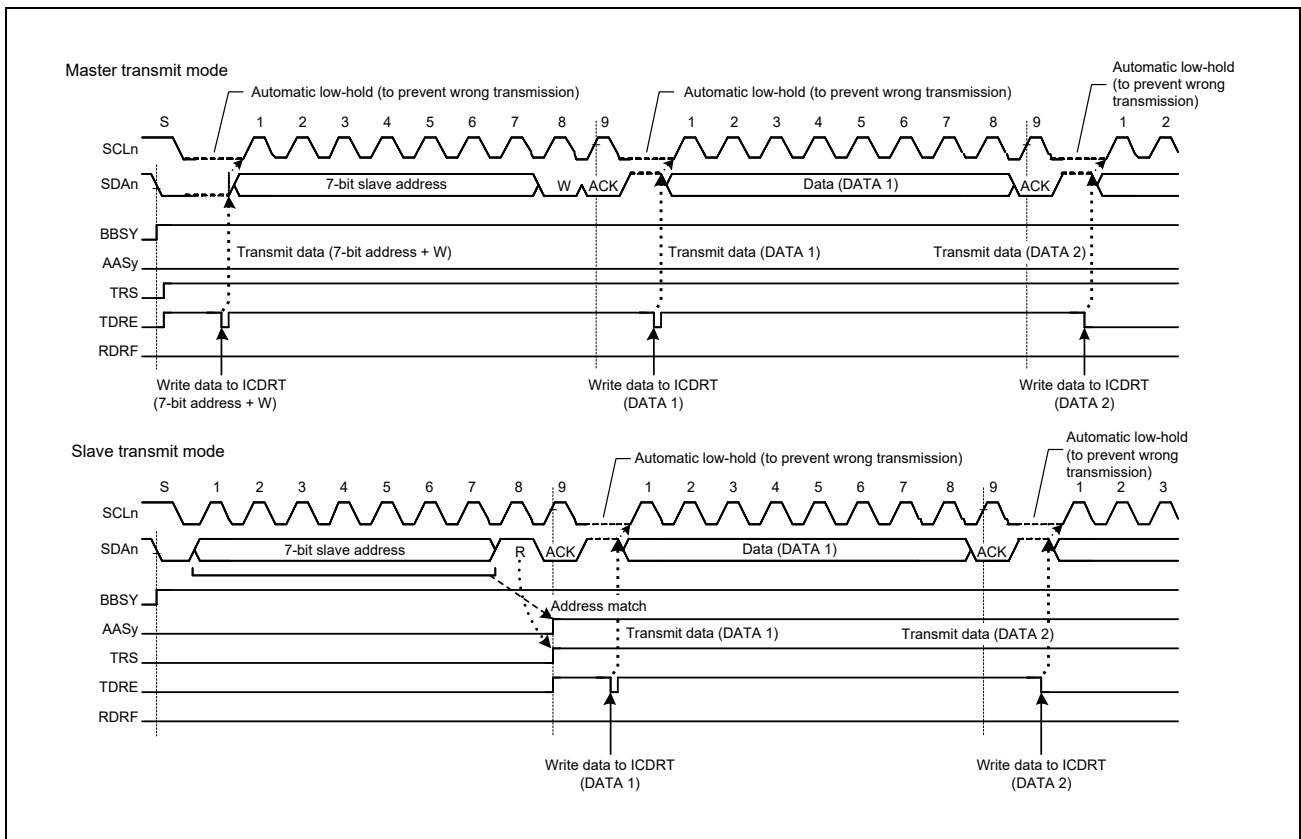 Master transmit mode
Automatic low-hold (to prevent wrong transmission)
Automatic low-hold (to prevent wrong transmission)
Automatic low-hold
(to prevent wrong
transmission)
S 1 2 3 4 5 6 7 8 9 1 2 3 4 5 6 7 8 9 1 2
SCLn
SDAn 7-bit slave address W ACK Data (DATA 1) ACK
BBSY
Transmit data (7-bit address + W) Transmit data (DATA 1) Transmit data (DATA 2)
AASy
TRS
TDRE
RDRF
Write data to ICDRT
(7-bit address + W)
Write data to ICDRT
(DATA 1)
Write data to ICDRT
(DATA 2)
Slave transmit mode
Automatic low-hold (to prevent wrong transmission)
Automatic low-hold
(to prevent wrong
transmission)
S 1 2 3 4 5 6 7 8 9 1 2 3 4 5 6 7 8 9 1 2 3
SCLn
SDAn 7-bit slave address R ACK Data (DATA 1) ACK
BBSY
Address match
AASy
Transmit data (DATA 1) Transmit data (DATA 2)
TRS
TDRE
RDRF
Write data to ICDRT
(DATA 1)
Write data to ICDRT
(DATA 2)